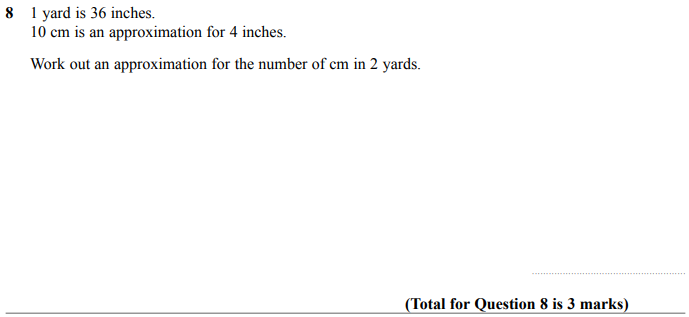 8 1 yard is 36 inches.
10 cm is an approximation for 4 inches.
Work out an approximation for the number of cm in 2 yards.
(Total for Question 8 is 3 marks)